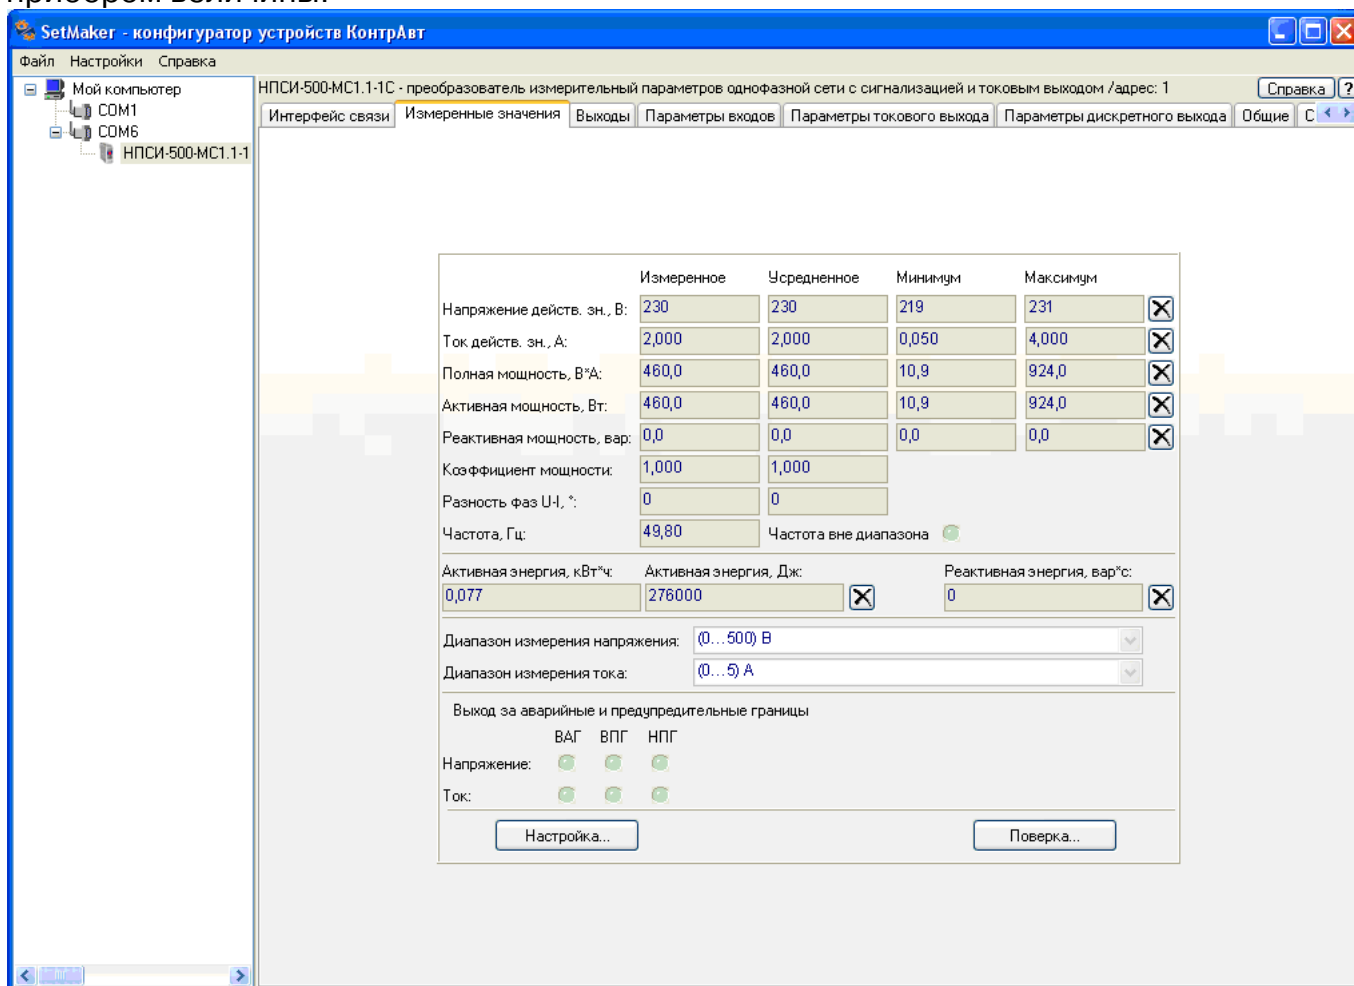 SetMaker - конфигуратор устройств КонтрАвт
Файл Настройки Справка
Мой компьютер
COM1
COM6
НПСИ-500-МС1.1-1
НПСИ-500-МС1.1-1С - преобразователь измерительный параметров однофазной сети с сигнализацией и токовым выходом /адрес: 1
Справка ?
Интерфейс связи Измеренные значения Выходы Параметры входов Параметры токового выхода Параметры дискретного выхода Общие С
Измеренное Усредненное Минимум Максимум
Напряжение действ. зн., В: 230 230 219 231
Ток действ. зн., А: 2,000 2,000 0,050 4,000
Полная мощность, В*А: 460,0 460,0 10,9 924,0
Активная мощность, Вт: 460,0 460,0 10,9 924,0
Реактивная мощность, вар: 0,0 0,0 0,0 0,0
Коэффициент мощности: 1,000 1,000
Разность фаз U-I, °: 0 0
Частота, Гц: 49,80 Частота вне диапазона
Активная энергия, кВт*ч: Активная энергия, Дж: Реактивная энергия, вар*с:
0,077 276000 0
Диапазон измерения напряжения: (0...500) В
Диапазон измерения тока: (0...5) А
Выход за аварийные и предупредительные границы
ВАГ ВПГ НПГ
Напряжение:
Ток:
Настройка... Поверка...